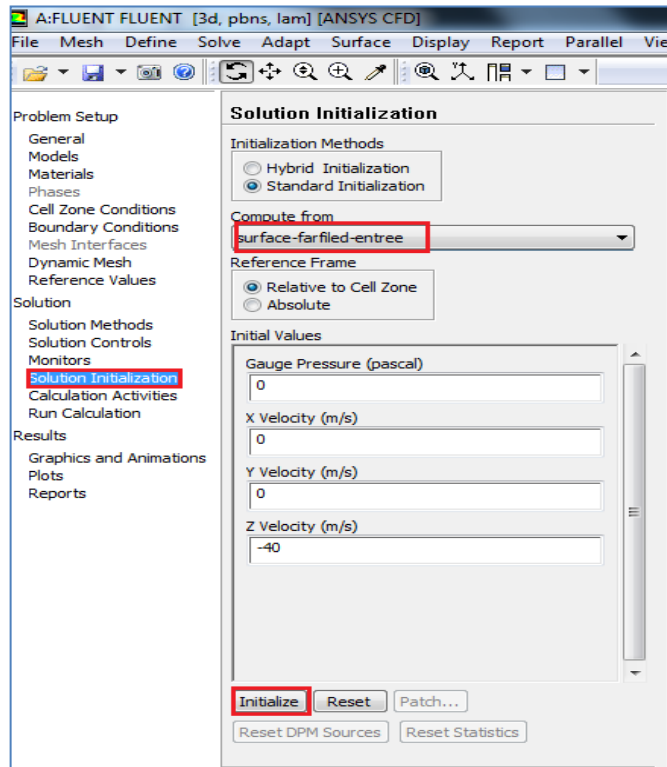 A:FLUENT FLUENT [3d, pbns, lam] [ANSYS CFD]
File Mesh Define Solve Adapt Surface Display Report Parallel Vie
Problem Setup
General
Models
Materials
Phases
Cell Zone Conditions
Boundary Conditions
Mesh Interfaces
Dynamic Mesh
Reference Values
Solution
Solution Methods
Solution Controls
Monitors
Solution Initialization
Calculation Activities
Run Calculation
Results
Graphics and Animations
Plots
Reports
Solution Initialization
Initialization Methods
Hybrid Initialization
Standard Initialization
Compute from
surface-farfiled-entree
Reference Frame
Relative to Cell Zone
Absolute
Initial Values
Gauge Pressure (pascal)
0
X Velocity (m/s)
0
Y Velocity (m/s)
0
Z Velocity (m/s)
-40
Initialize Reset Patch...
Reset DPM Sources Reset Statistics